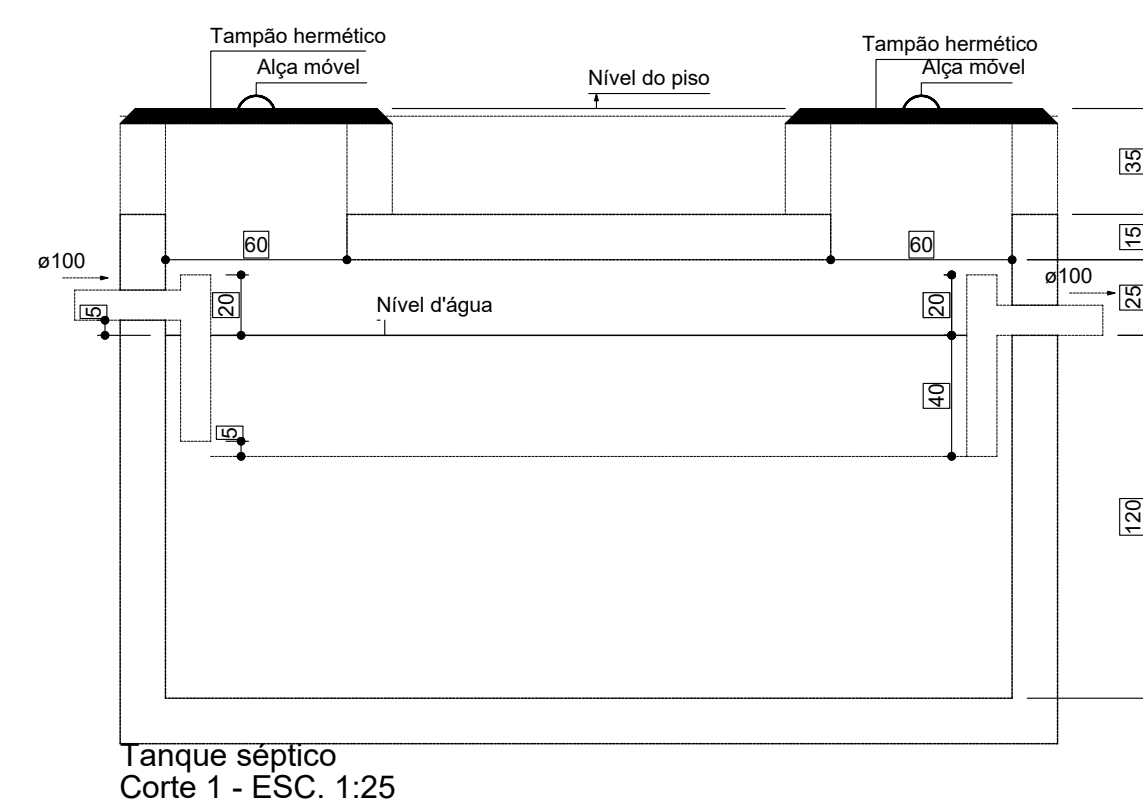 Tampão hermético
Alça móvel
Nível do piso
Tampão hermético
Alça móvel
35
15
60
60
ø100
ø100
25
5
20
Nível d'água
20
40
5
120
Tanque séptico
Corte 1 - ESC. 1:25